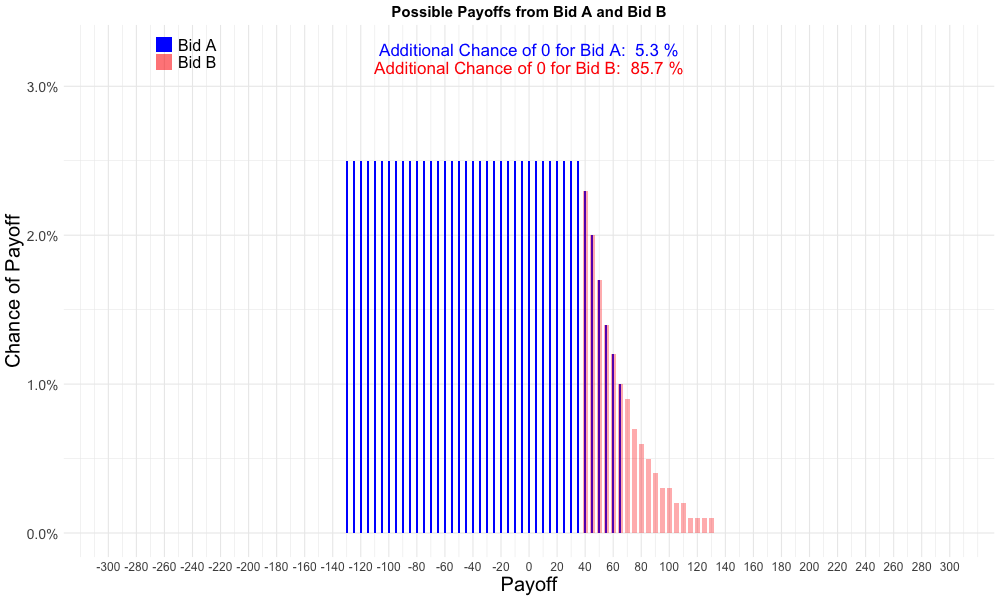 Possible Payoffs from Bid A and Bid B
Bid A
Bid B
Additional Chance of 0 for Bid A:  5.3 %
Additional Chance of 0 for Bid B:  85.7 %
Chance of Payoff
3.0%
2.0%
1.0%
0.0%
-300 -280 -260 -240 -220 -200 -180 -160 -140 -120 -100 -80 -60 -40 -20 0 20 40 60 80 100 120 140 160 180 200 220 240 260 280 300
Payoff